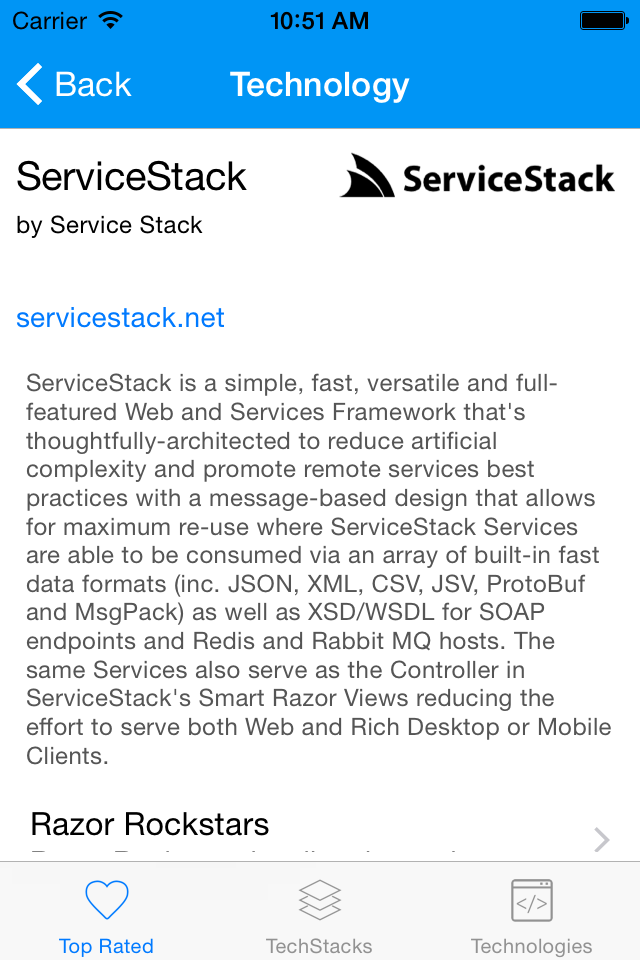 Carrier 10:51 AM
Back Technology
ServiceStack ServiceStack
by Service Stack
servicestack.net
ServiceStack is a simple, fast, versatile and full-
featured Web and Services Framework that's
thoughtfully-architected to reduce artificial
complexity and promote remote services best
practices with a message-based design that allows
for maximum re-use where ServiceStack Services
are able to be consumed via an array of built-in fast
data formats (inc. JSON, XML, CSV, JSV, ProtoBuf
and MsgPack) as well as XSD/WSDL for SOAP
endpoints and Redis and Rabbit MQ hosts. The
same Services also serve as the Controller in
ServiceStack's Smart Razor Views reducing the
effort to serve both Web and Rich Desktop or Mobile
Clients.
Razor Rockstars
Top Rated TechStacks Technologies